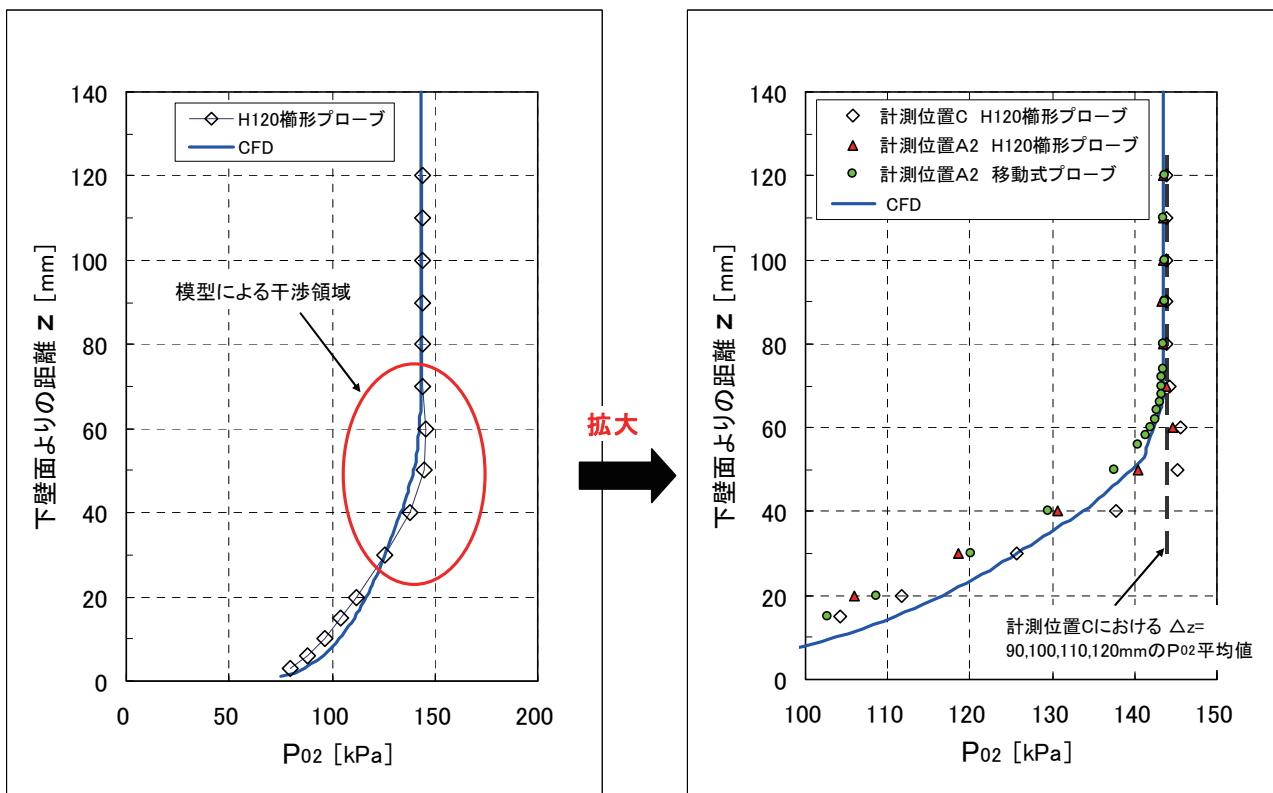 140
120
100
80
60
40
20
0
下壁面よりの距離 z [mm]
H120櫛形プローブ
CFD
模型による干渉領域
0
50
100
150
200
P02 [kPa]
拡大
140
120
100
80
60
40
20
0
下壁面よりの距離 z [mm]
計測位置C H120櫛形プローブ
計測位置A2 H120櫛形プローブ
計測位置A2 移動式プローブ
CFD
計測位置Cにおける △z=
90,100,110,120mmのP02平均値
100
110
120
130
140
150
P02 [kPa]